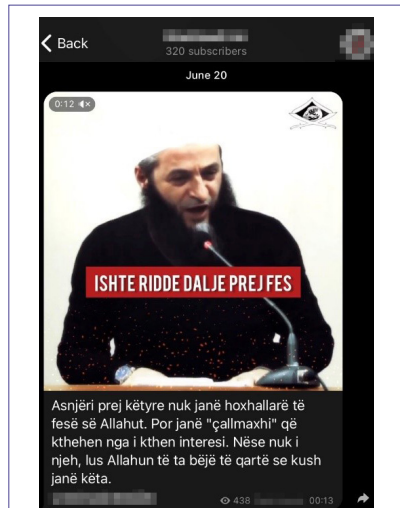 Back
320 subscribers
June 20
0:12
ISHTE RIDDE DALJE PREJ FES
Asnjëri prej këtyre nuk janë hoxhallarë të
fesë së Allahut. Por janë "çallmaxhi" që
kthehen nga i kthen interesi. Nëse nuk i
njeh, lus Allahun të ta bëjë të qartë se kush
janë këta.
438
00:13